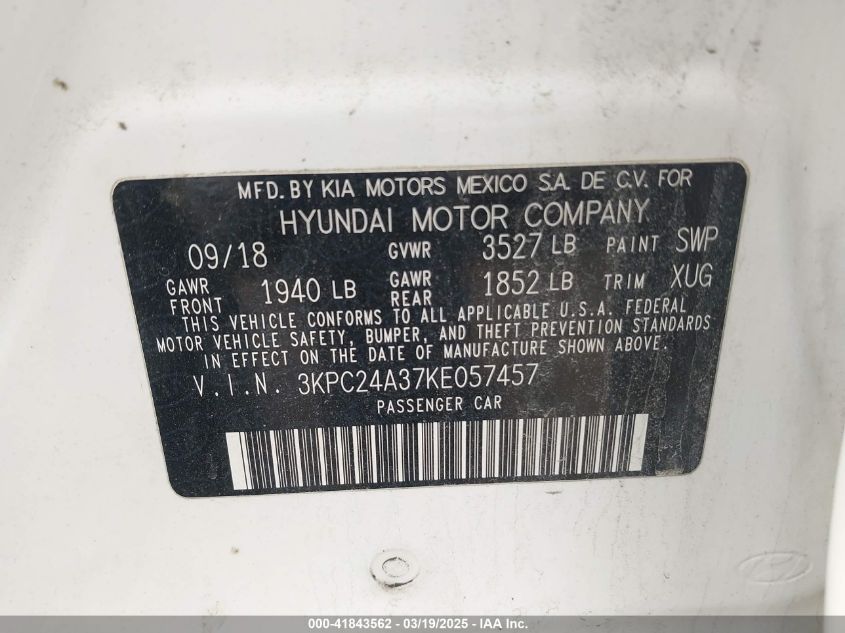 MFD. BY KIA MOTORS MEXICO S.A. DE C.V. FOR
HYUNDAI MOTOR COMPANY
09/18 GVWR 3527 LB PAINT SWP
GAWR FRONT 1940 LB GAWR REAR 1852 LB TRIM XUG
THIS VEHICLE CONFORMS TO ALL APPLICABLE U.S.A. FEDERAL
MOTOR VEHICLE SAFETY, BUMPER, AND THEFT PREVENTION STANDARDS
IN EFFECT ON THE DATE OF MANUFACTURE SHOWN ABOVE.
V.I.N. 3KPC24A37KE057457
PASSENGER CAR
000-41843562 - 03/19/2025 - © IAA, Inc.